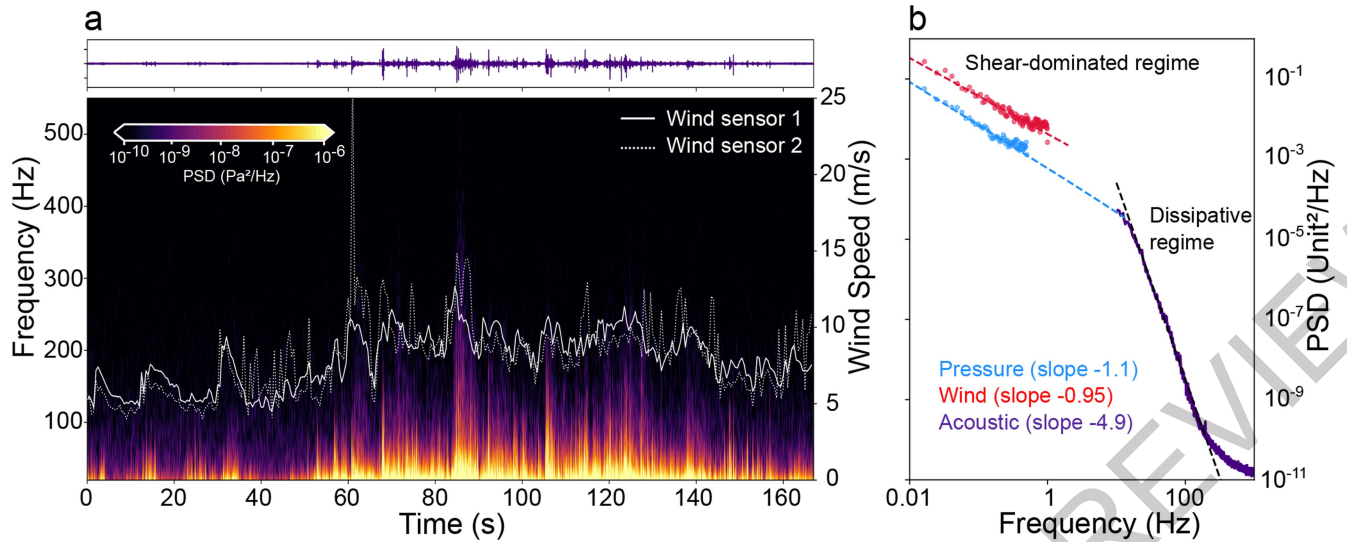 a
b
Wind sensor 1
Wind sensor 2
10⁻¹⁰ 10⁻⁹ 10⁻⁸ 10⁻⁷ 10⁻⁶
PSD (Pa²/Hz)
Frequency (Hz)
500
400
300
200
100
0 20 40 60 80 100 120 140 160
Time (s)
25
20
15
10
5
0
Wind Speed (m/s)
Shear-dominated regime
Dissipative
regime
Pressure (slope -1.1)
Wind (slope -0.95)
Acoustic (slope -4.9)
10⁻¹
10⁻³
10⁻⁵
10⁻⁷
10⁻⁹
10⁻¹¹
PSD (Unit²/Hz)
0.01 1 100
Frequency (Hz)
REVIEW